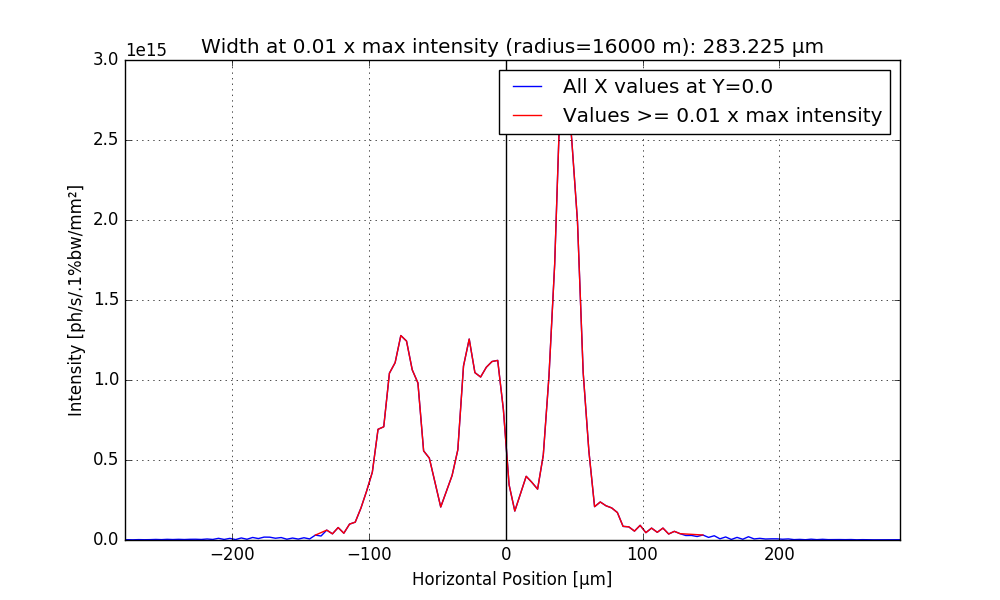 Width at 0.01 x max intensity (radius=16000 m): 283.225 µm
1e15
All X values at Y=0.0
Values >= 0.01 x max intensity
3.0
2.5
2.0
1.5
1.0
0.5
0.0
Intensity [ph/s/.1%bw/mm²]
−200
−100
0
100
200
Horizontal Position [µm]